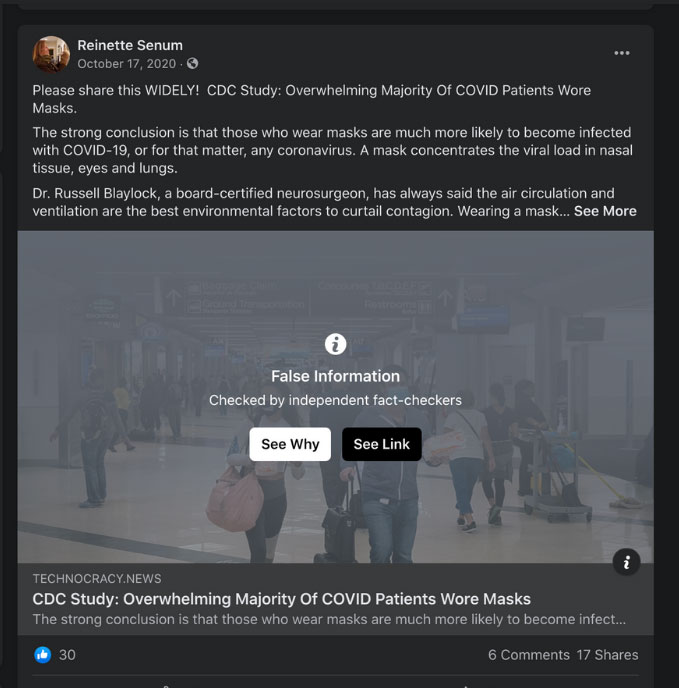 Reinette Senum
October 17, 2020 ·
Please share this WIDELY! CDC Study: Overwhelming Majority Of COVID Patients Wore
Masks.
The strong conclusion is that those who wear masks are much more likely to become infected
with COVID-19, or for that matter, any coronavirus. A mask concentrates the viral load in nasal
tissue, eyes and lungs.
Dr. Russell Blaylock, a board-certified neurosurgeon, has always said the air circulation and
ventilation are the best environmental factors to curtail contagion. Wearing a mask... See More
Baggage Claim
Concourses T,B,C,D,E,F
Ground Transportation
Restrooms
False Information
Checked by independent fact-checkers
See Why
See Link
TECHNOCRACY.NEWS
CDC Study: Overwhelming Majority Of COVID Patients Wore Masks
The strong conclusion is that those who wear masks are much more likely to become infect...
30
6 Comments 17 Shares